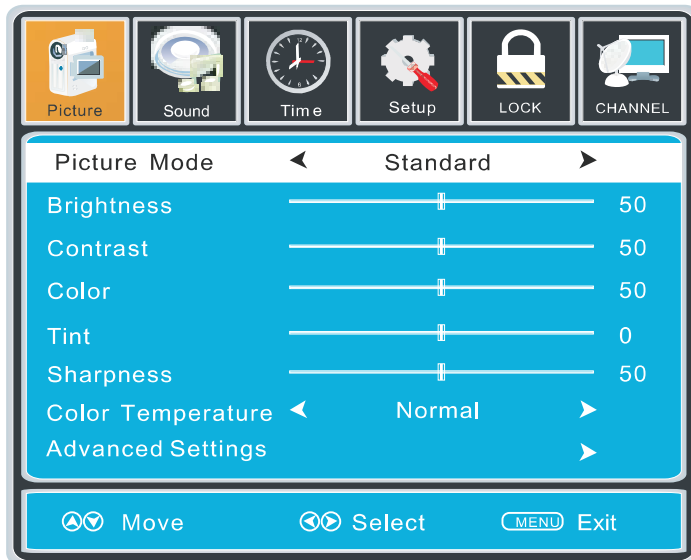 Picture Sound Time Setup LOCK CHANNEL
Picture Mode Standard
Brightness 50
Contrast 50
Color 50
Tint 0
Sharpness 50
Color Temperature Normal
Advanced Settings
Move Select MENU Exit